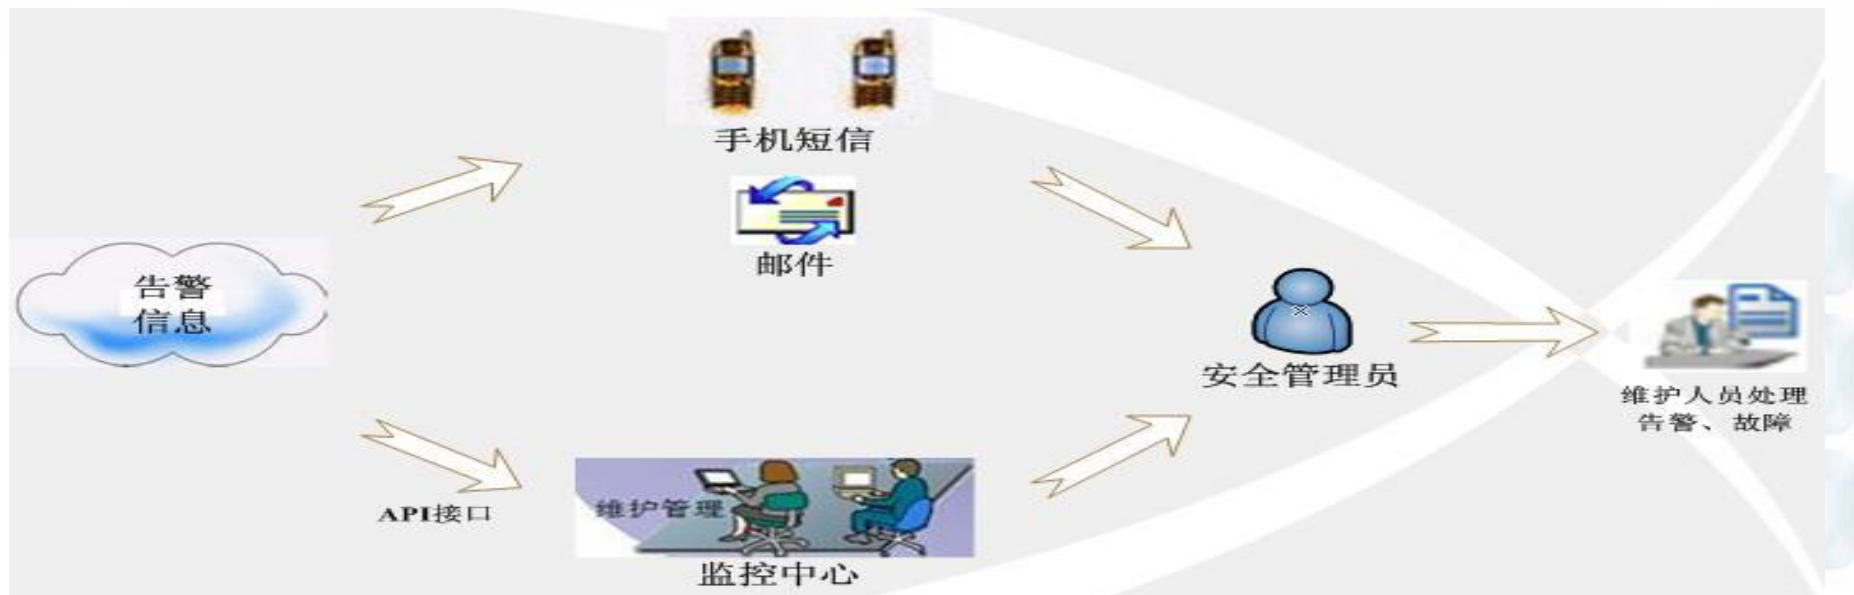 手机短信
邮件
告警
信息
安全管理员
维护人员处理
告警、故障
API接口
维护管理
监控中心